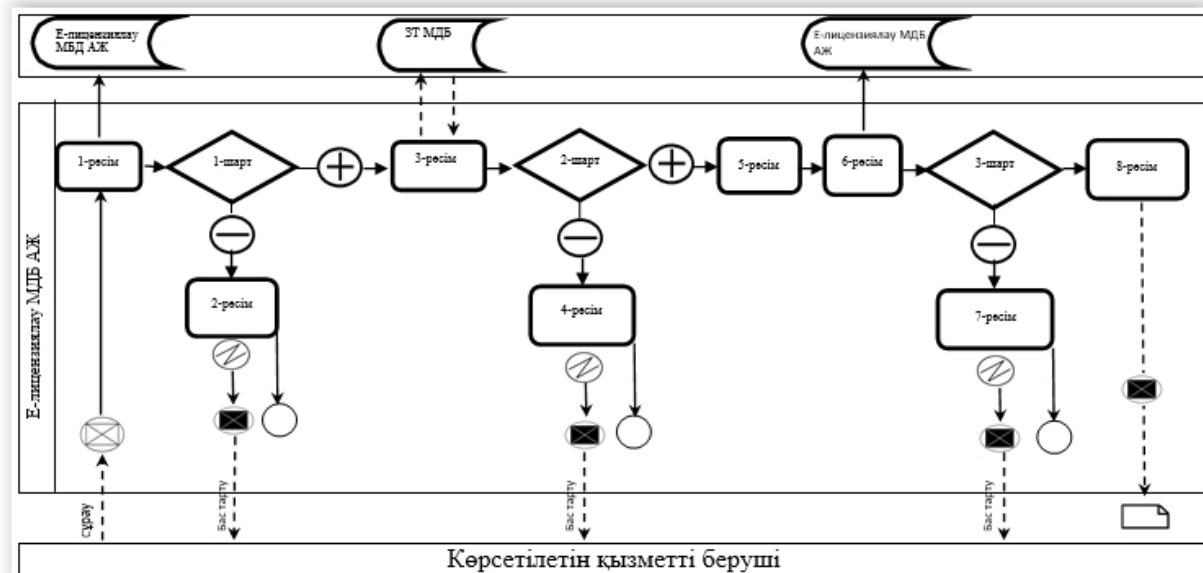 Е-лицензиялау
МБД АЖ
ЗТ МДБ
Е-лицензиялау МДБ
АЖ
Е-лицензиялау МДБ АЖ
1-рәсім
1-шарт
3-рәсім
2-шарт
5-рәсім
6-рәсім
3-шарт
8-рәсім
2-рәсім
4-рәсім
7-рәсім
сұрау
Бас тарту
Бас тарту
Бас тарту
Көрсетілетін қызметті беруші